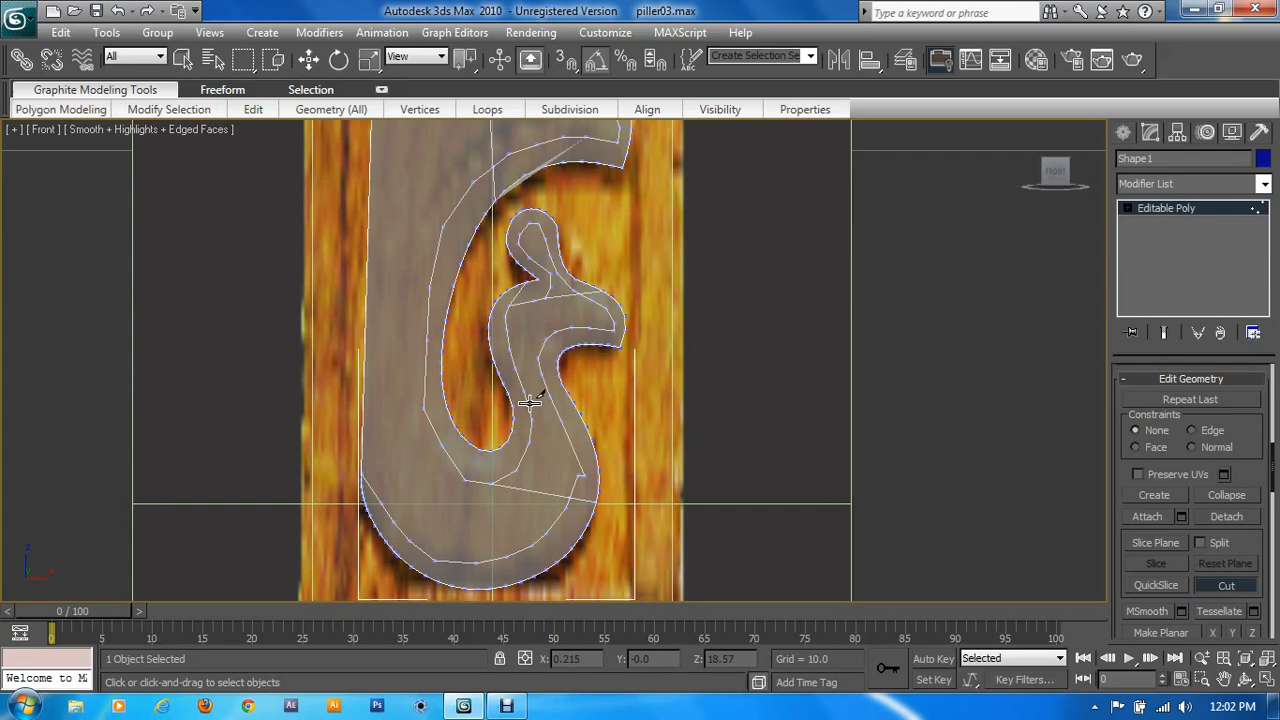 Autodesk 3ds Max 2010 - Unregistered Version piller03.max
Type a keyword or phrase
Edit Tools Group Views Create Modifiers Animation Graph Editors Rendering Customize MAXScript Help
All View 3 Create Selection Se
Graphite Modeling Tools Freeform Selection
Polygon Modeling Modify Selection Edit Geometry (All) Vertices Loops Subdivision Align Visibility Properties
[ + ] [ Front ] [ Smooth + Highlights + Edged Faces ]
FRONT
Shape1
Modifier List
Editable Poly
Edit Geometry
Repeat Last
Constraints
None Edge
Face Normal
Preserve UVs
Create Collapse
Attach Detach
Slice Plane Split
Slice Reset Plane
QuickSlice Cut
MSmooth Tessellate
Make Planar X Y Z
z
x
0 / 100
0 5 10 15 20 25 30 35 40 45 50 55 60 65 70 75 80 85 90 95 100
1 Object Selected X: 0.215 Y: -0.0 Z: 18.57 Grid = 10.0 Auto Key Selected
Welcome to M Click or click-and-drag to select objects Add Time Tag Set Key Key Filters... 0
Ae Ai Ps
12:02 PM